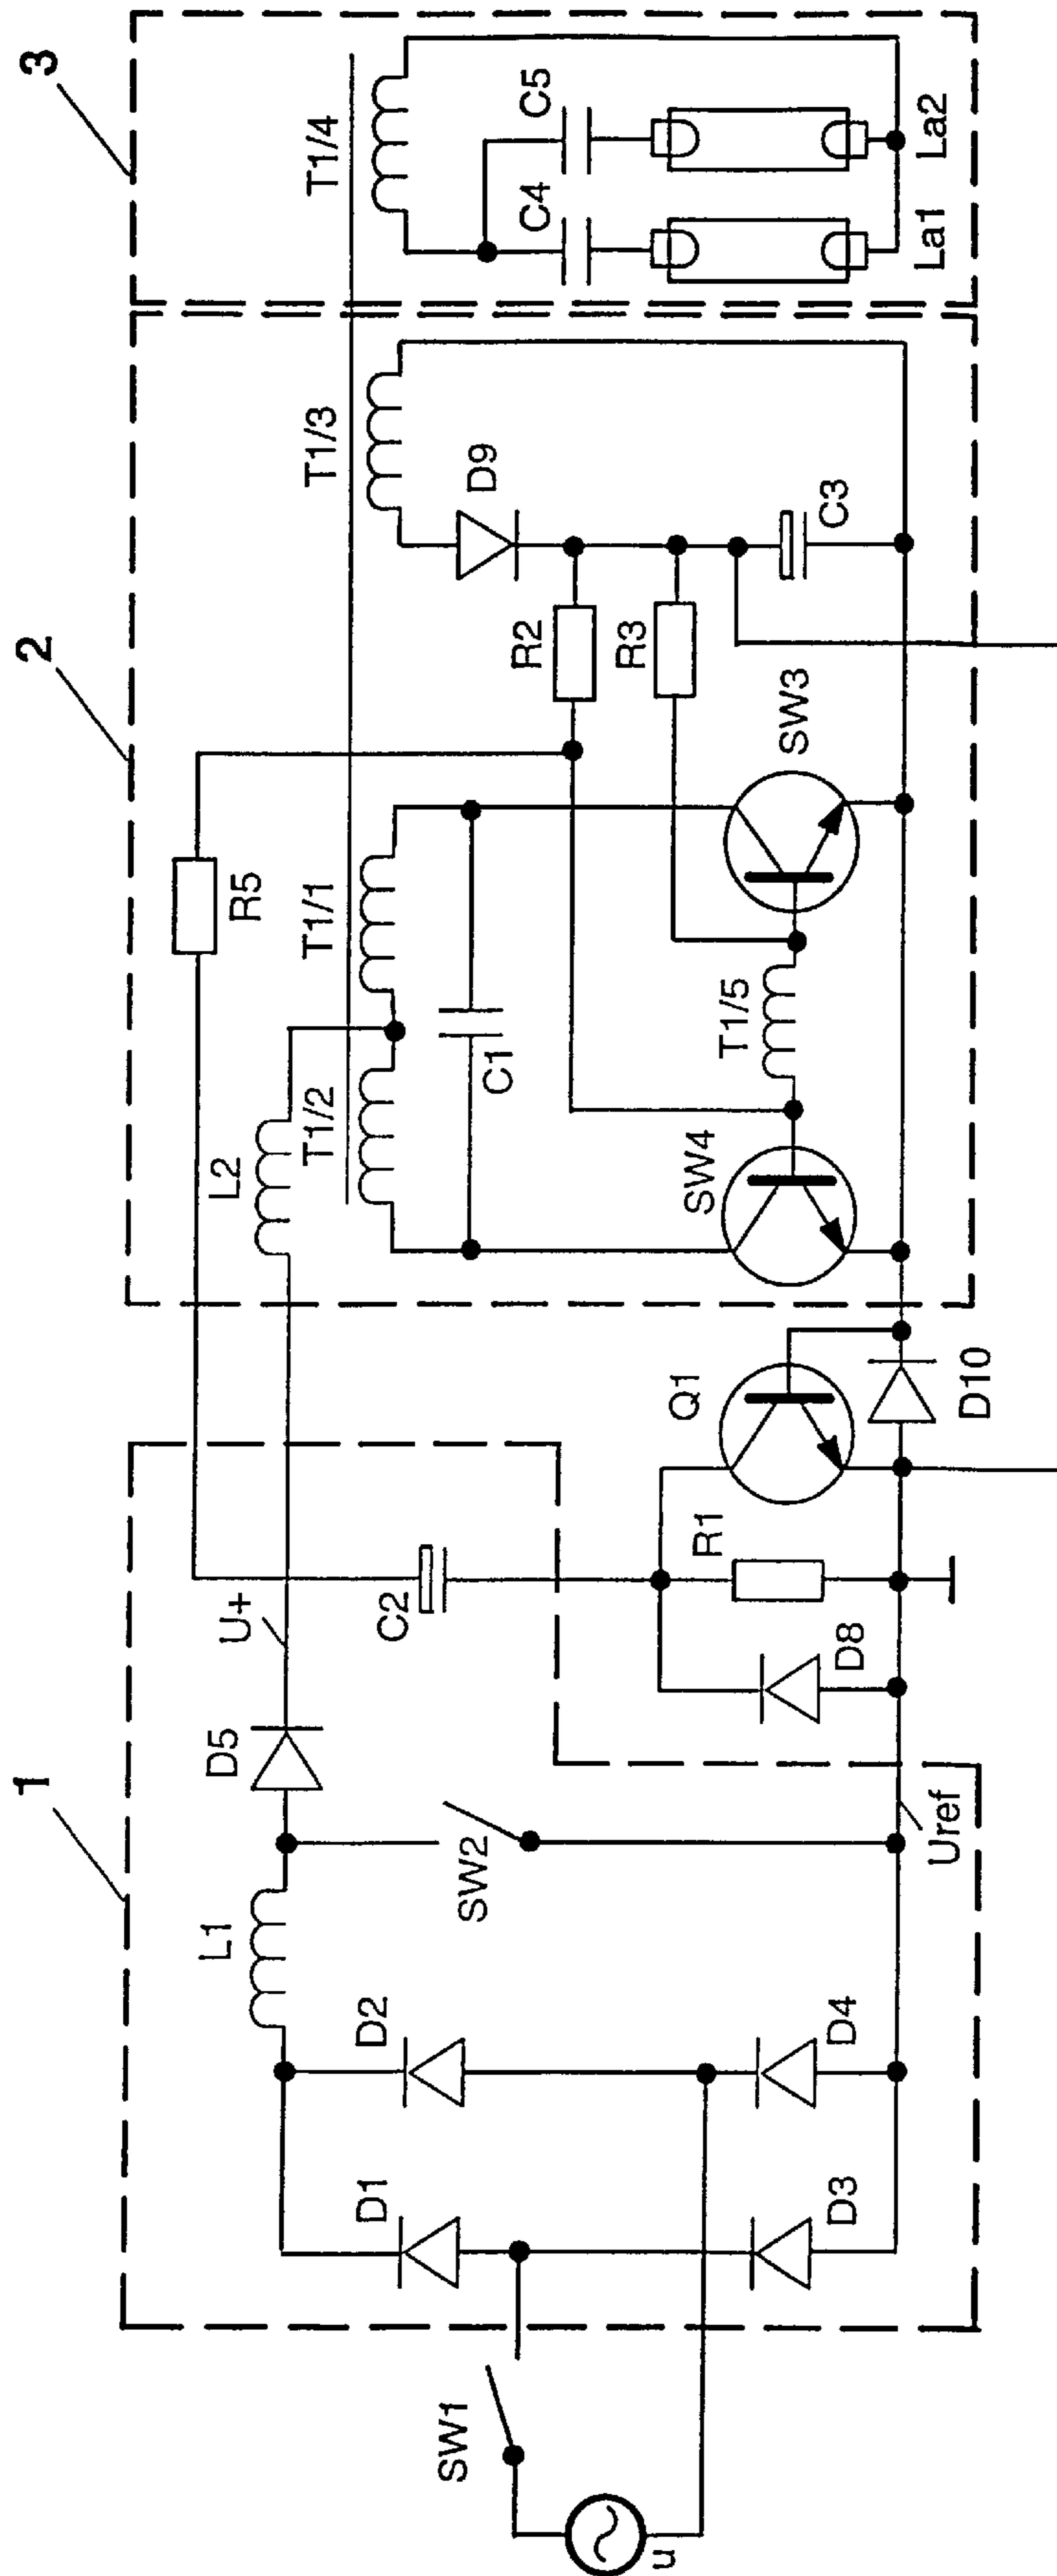 1
2
3
SW1
u
D1
D2
D3
D4
L1
SW2
D5
U+
Uref
C2
D8
R1
Q1
D10
R5
L2
T1/2
T1/1
C1
SW4
T1/5
SW3
R2
R3
D9
C3
T1/3
T1/4
C4
C5
La1
La2